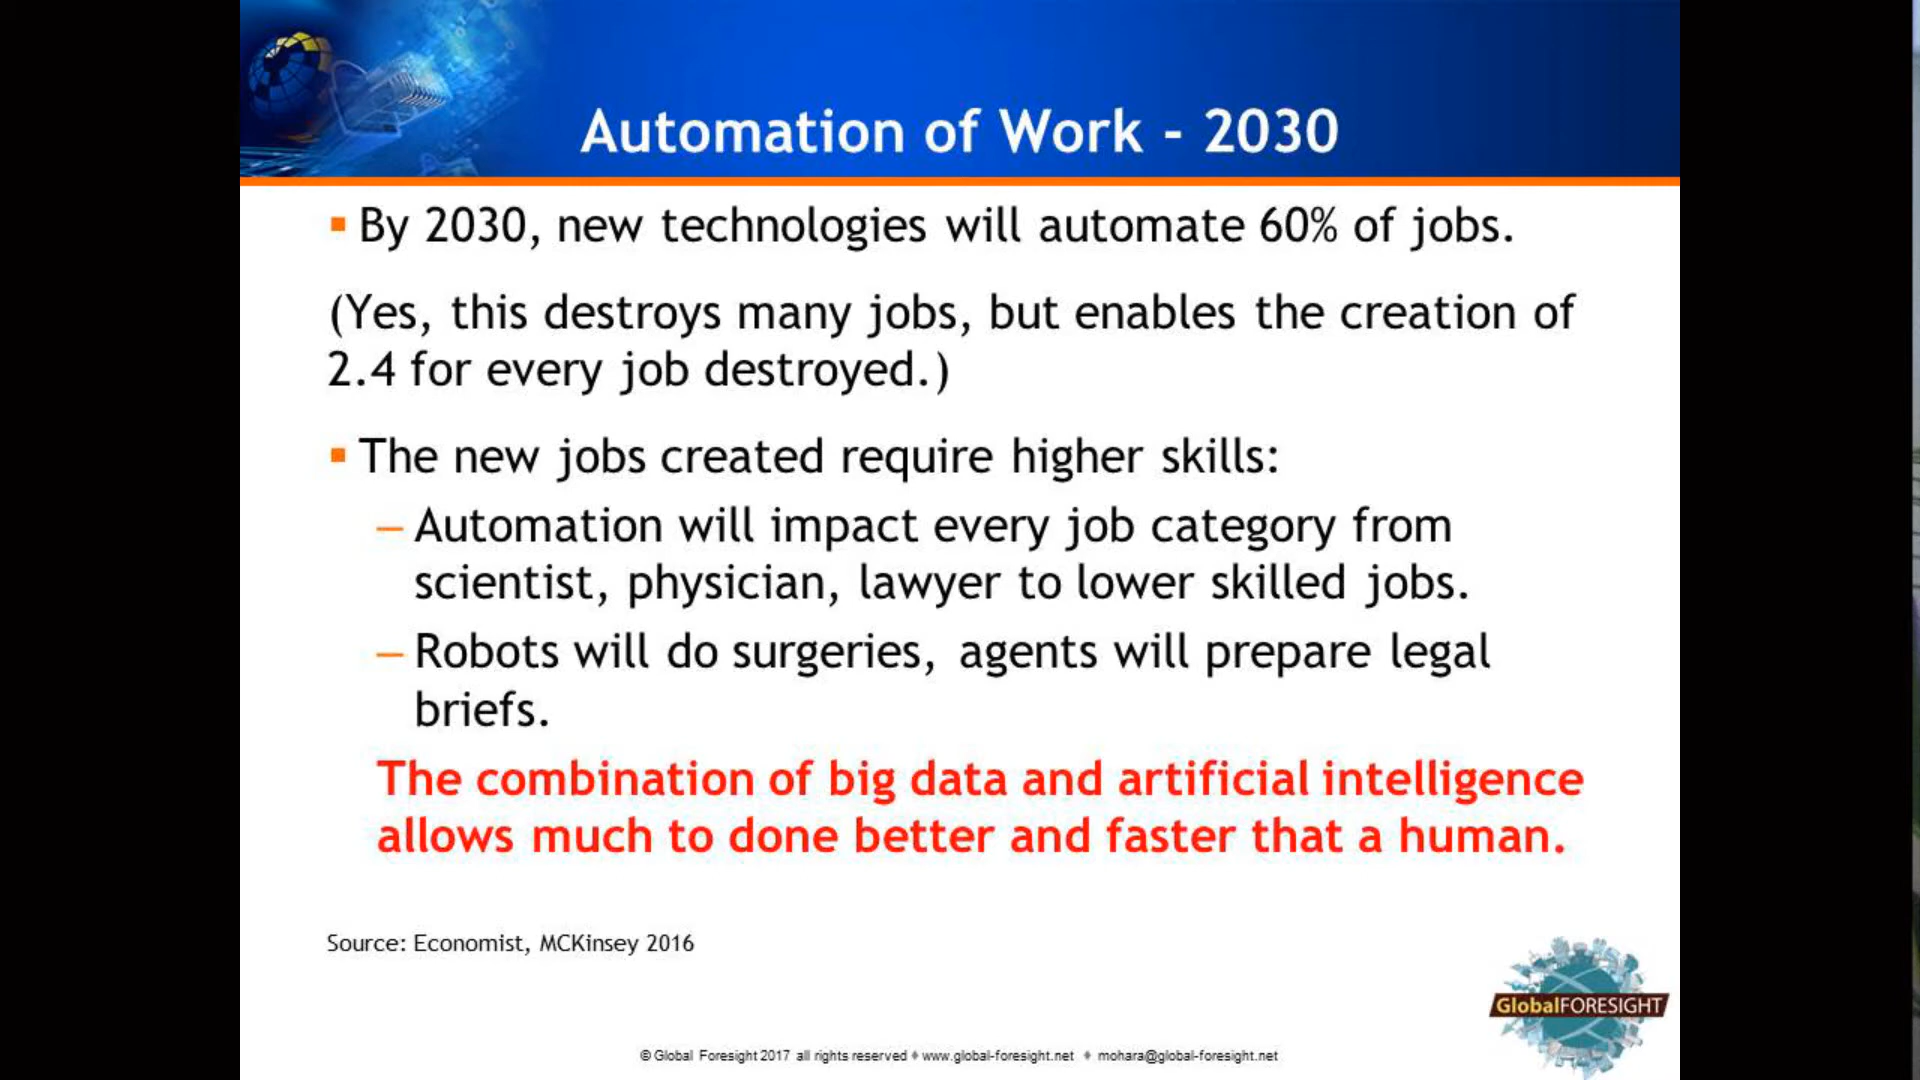 Automation of Work - 2030
▪ By 2030, new technologies will automate 60% of jobs.
(Yes, this destroys many jobs, but enables the creation of
2.4 for every job destroyed.)
▪ The new jobs created require higher skills:
– Automation will impact every job category from
scientist, physician, lawyer to lower skilled jobs.
– Robots will do surgeries, agents will prepare legal
briefs.
The combination of big data and artificial intelligence
allows much to done better and faster that a human.
Source: Economist, MCKinsey 2016
GlobalFORESIGHT
© Global Foresight 2017 all rights reserved ♦ www.global-foresight.net ♦ mohara@global-foresight.net